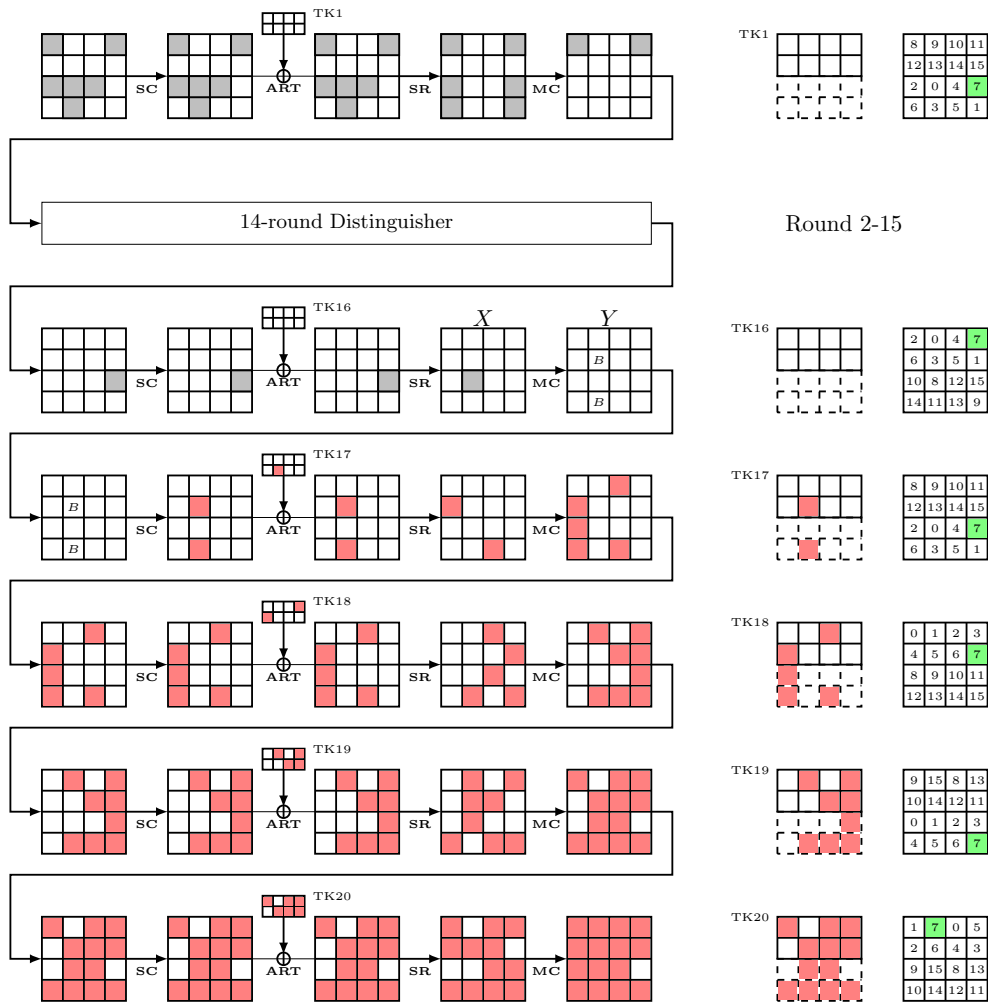 TK1 TK1
8 9 10 11
12 13 14 15
SC ART SR MC 2 0 4 7
6 3 5 1
14-round Distinguisher Round 2-15
TK16 X Y TK16
2 0 4 7
B 6 3 5 1
SC ART SR MC 10 8 12 15
B 14 11 13 9
TK17 TK17
8 9 10 11
B 12 13 14 15
SC ART SR MC 2 0 4 7
B 6 3 5 1
TK18 TK18
0 1 2 3
4 5 6 7
SC ART SR MC 8 9 10 11
12 13 14 15
TK19 TK19
9 15 8 13
10 14 12 11
SC ART SR MC 0 1 2 3
4 5 6 7
TK20 TK20
1 7 0 5
2 6 4 3
SC ART SR MC 9 15 8 13
10 14 12 11